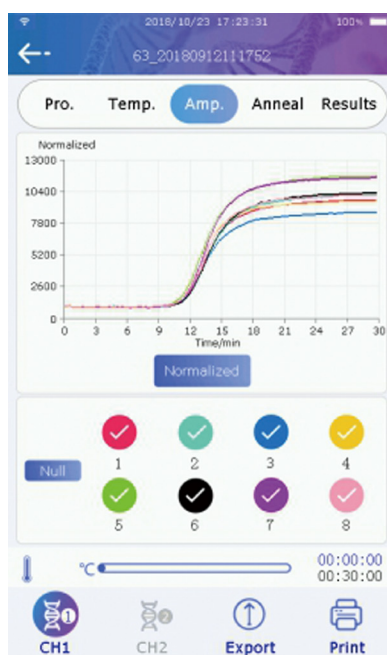 2018/10/23 17:23:31 100%
63_20180912111752
Pro. Temp. Amp. Anneal Results
Normalized
13000
10400
7800
5200
2600
0
0 3 6 9 12 15 18 21 24 27 30
Time/min
Normalized
Null
1 2 3 4
5 6 7 8
℃
00:00:00
00:30:00
1 2
CH1 CH2 Export Print